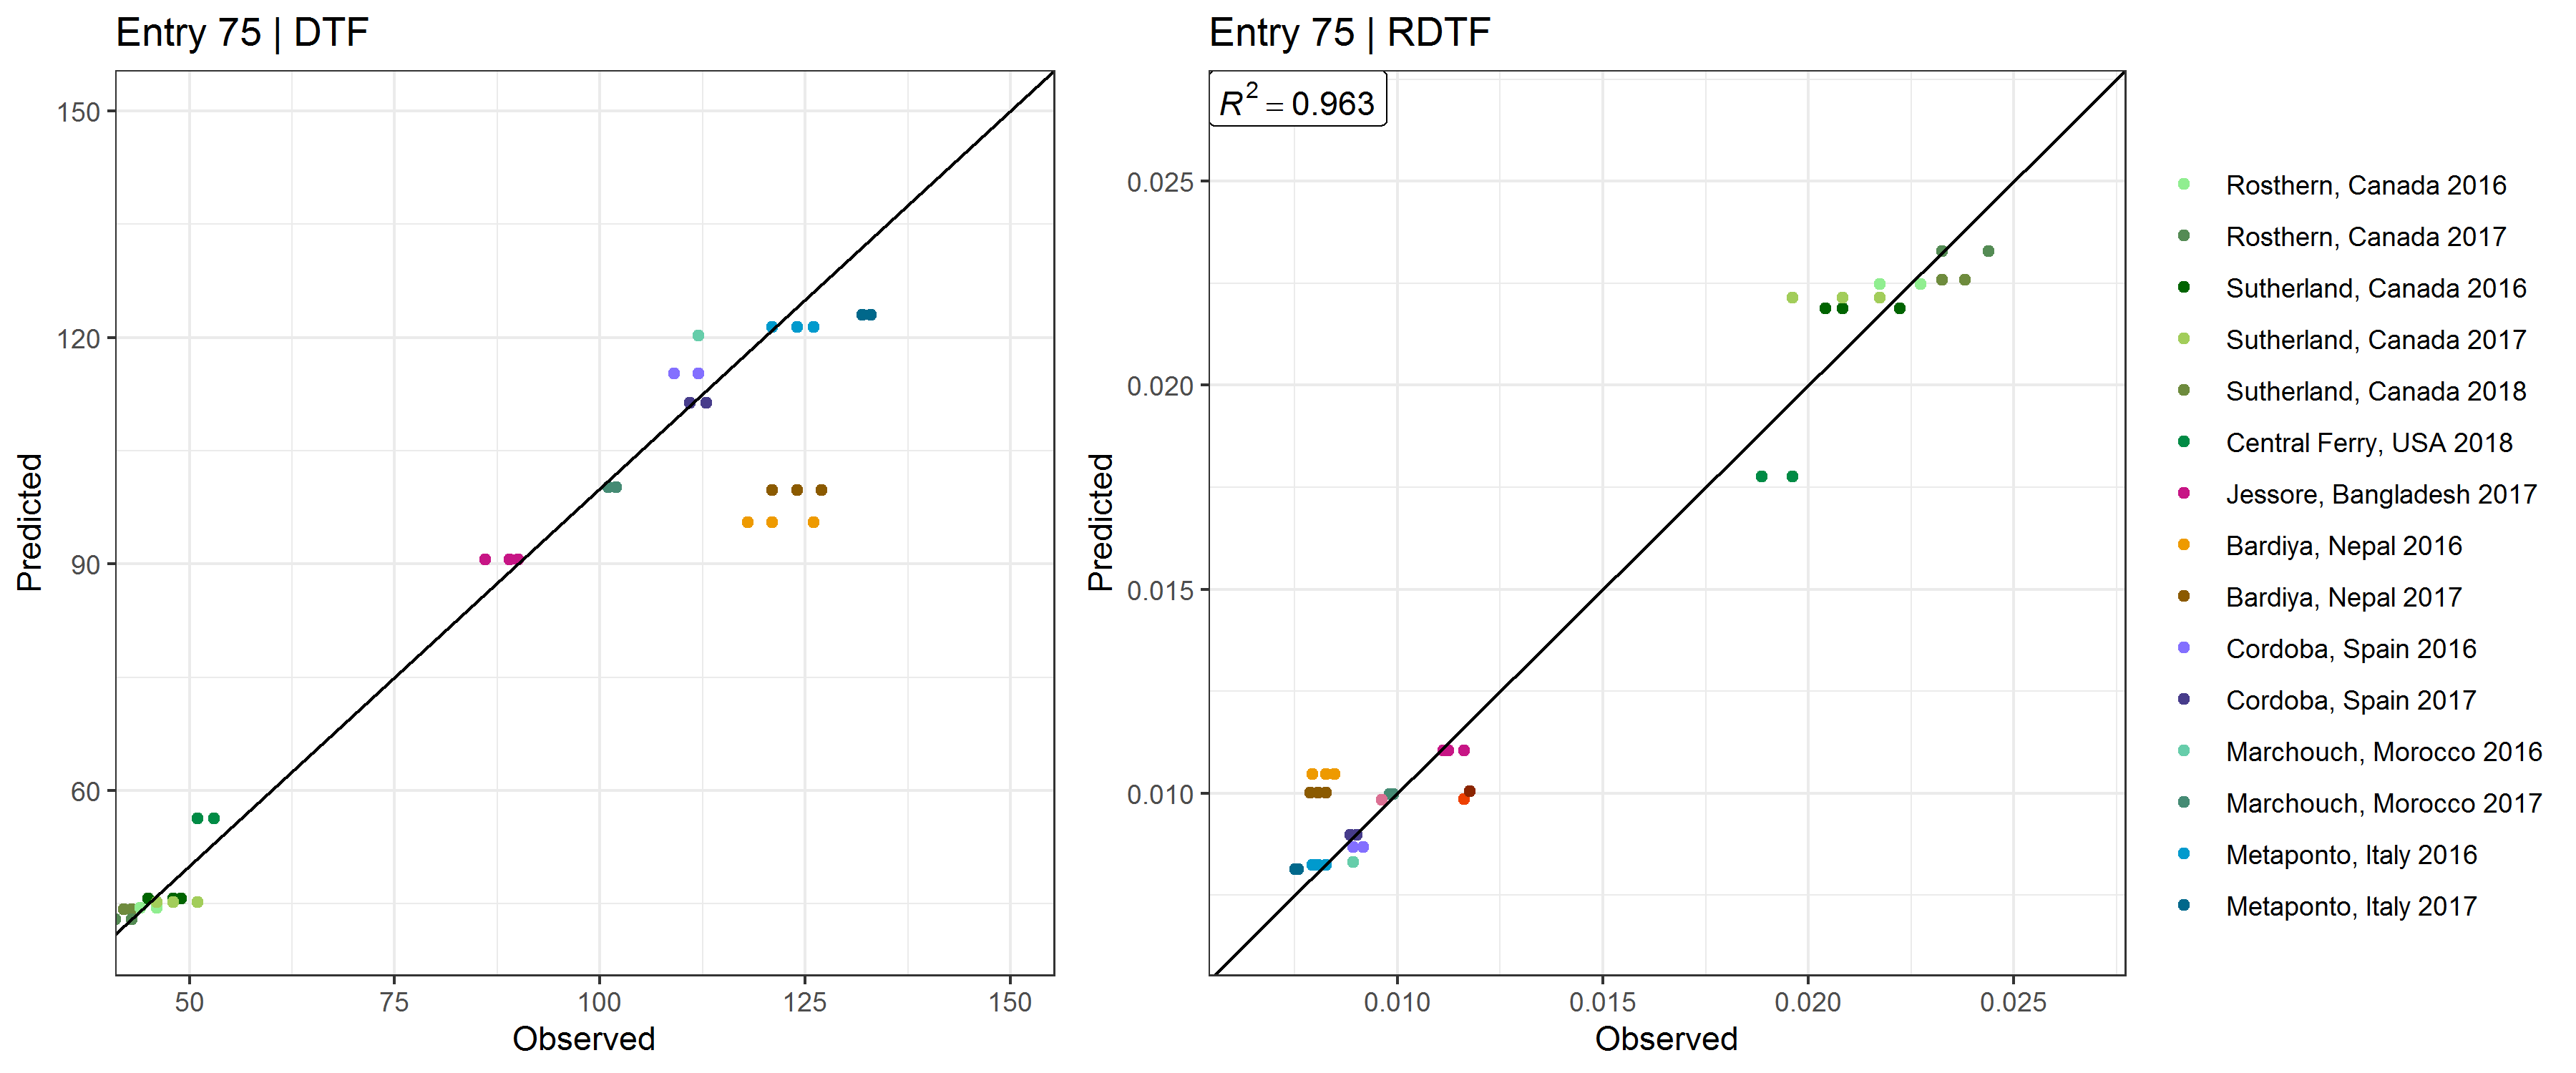 Entry 75 | DTF
150
120
90
60
50
75
100
125
150
Observed
Predicted
Entry 75 | RDTF
R² = 0.963
0.025
0.020
0.015
0.010
0.010
0.015
0.020
0.025
Observed
Predicted
Rosthern, Canada 2016
Rosthern, Canada 2017
Sutherland, Canada 2016
Sutherland, Canada 2017
Sutherland, Canada 2018
Central Ferry, USA 2018
Jessore, Bangladesh 2017
Bardiya, Nepal 2016
Bardiya, Nepal 2017
Cordoba, Spain 2016
Cordoba, Spain 2017
Marchouch, Morocco 2016
Marchouch, Morocco 2017
Metaponto, Italy 2016
Metaponto, Italy 2017